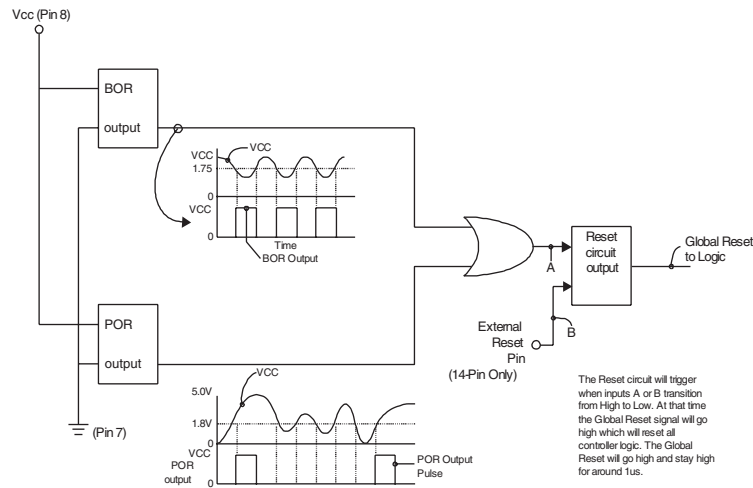 Vcc (Pin 8)
BOR
output
VCC
VCC
1.75
0
VCC
0
Time
BOR Output
A
Reset
circuit
output
Global Reset
to Logic
B
External
Reset
Pin
(14-Pin Only)
POR
output
(Pin 7)
VCC
5.0V
1.8V
0
VCC
POR
output
0
POR Output
Pulse
The Reset circuit will trigger
when inputs A or B transition
from High to Low. At that time
the Global Reset signal will go
high which will reset all
controller logic. The Global
Reset will go high and stay high
for around 1us.